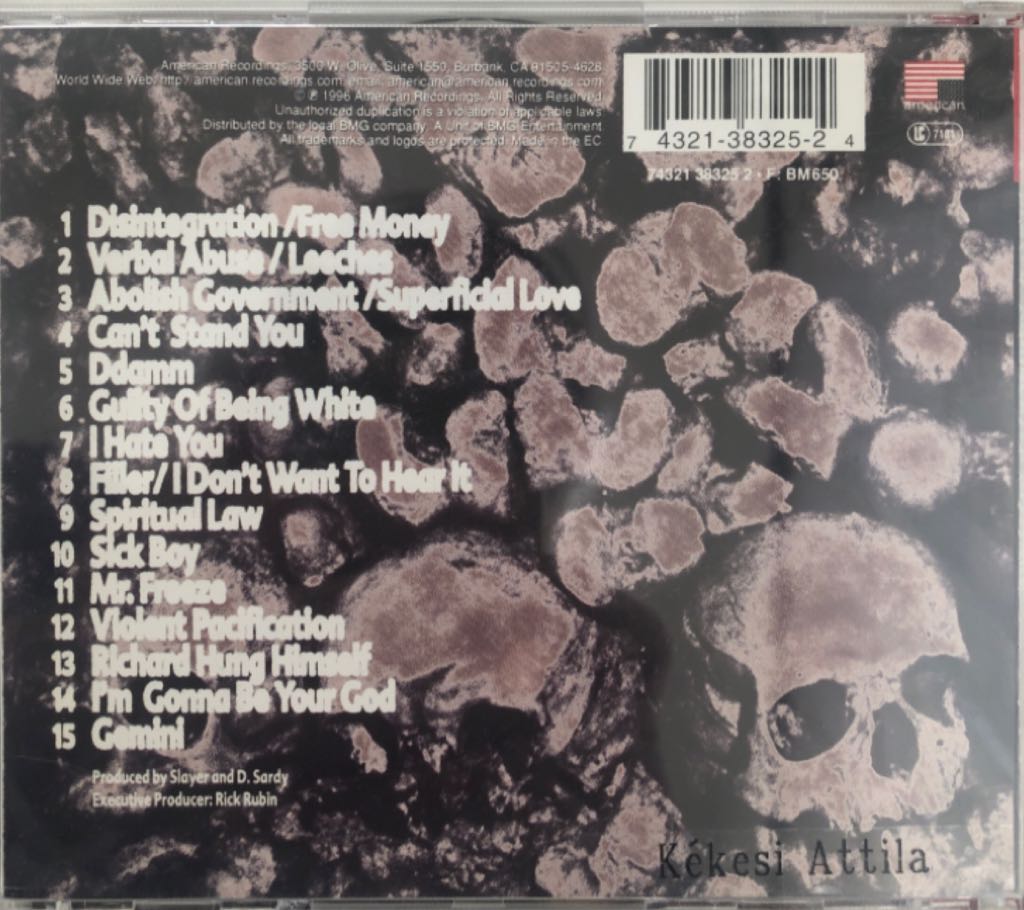 American Recordings: 3500 W. Olive, Suite 1550, Burbank, CA 91505-4628
World Wide Web: http: american.recordings.com, email: american@american.recordings.com
© ℗ 1996 American Recordings. All Rights Reserved
Unauthorized duplication is a violation of applicable laws
Distributed by the local BMG company. A Unit of BMG Entertainment
All trademarks and logos are protected. Made in the EC
7 4321-38325-2 4
74321 38325 2 • F: BM650
american
7181
1 Disintegration /Free Money
2 Verbal Abuse / Leeches
3 Abolish Government /Superficial Love
4 Can't Stand You
5 Ddamm
6 Guilty Of Being White
7 I Hate You
8 Filler/ I Don't Want To Hear It
9 Spiritual Law
10 Sick Boy
11 Mr. Freeze
12 Violent Pacification
13 Richard Hung Himself
14 I'm Gonna Be Your God
15 Gemini
Produced by Slayer and D. Sardy
Executive Producer: Rick Rubin
Kékesi Attila